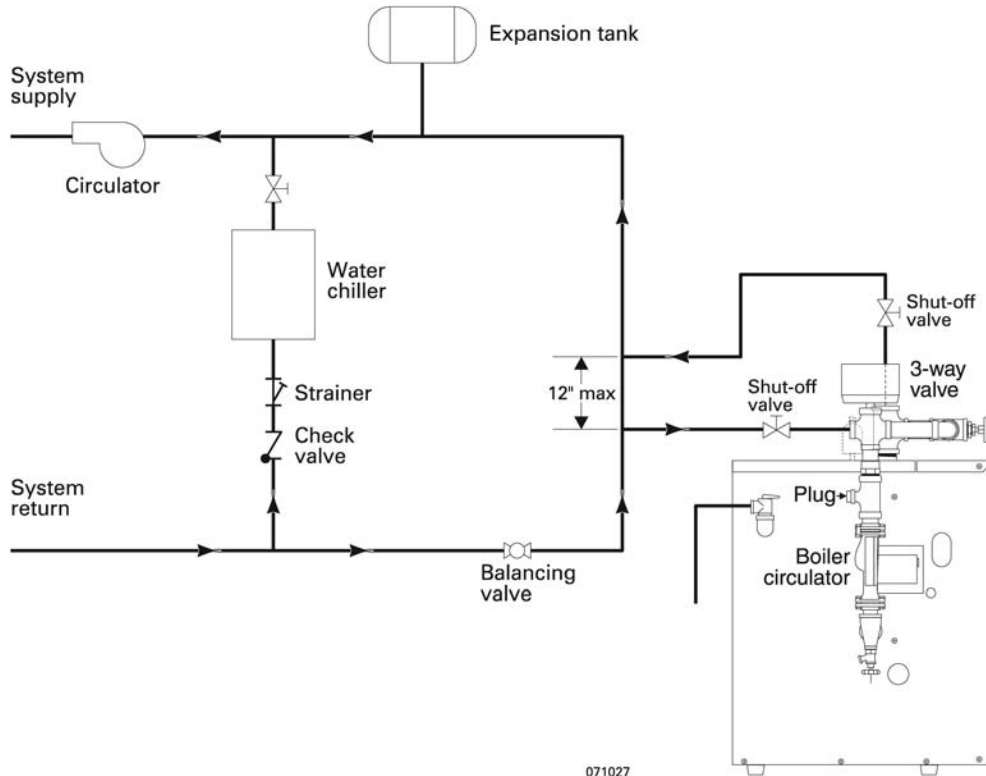 Expansion tank
System
supply
Circulator
Water
chiller
Shut-off
valve
3-way
valve
12" max
Shut-off
valve
Strainer
Check
valve
System
return
Plug
Boiler
circulator
Balancing
valve
071027